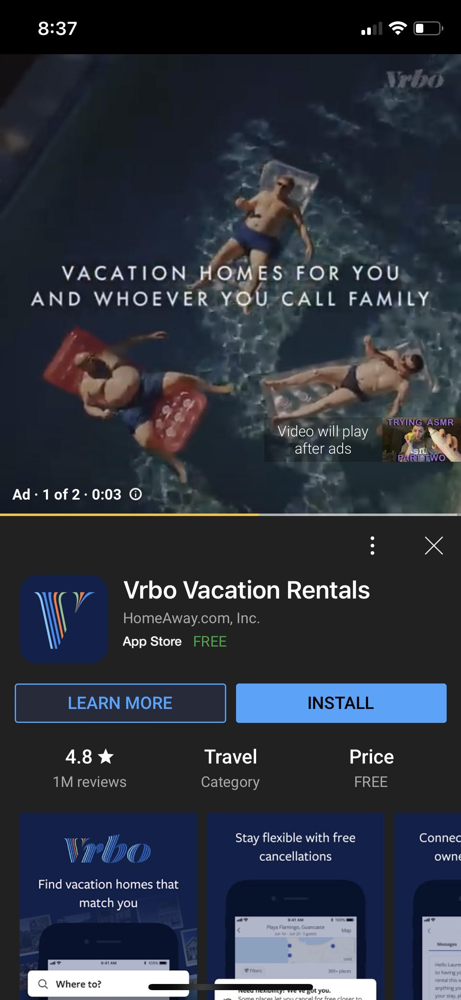 8:37
Vrbo
VACATION HOMES FOR YOU
AND WHOEVER YOU CALL FAMILY
Video will play
after ads
TRYING ASMR
PART TWO
Ad · 1 of 2 · 0:03
Vrbo Vacation Rentals
HomeAway.com, Inc.
App Store FREE
LEARN MORE
INSTALL
4.8 ★
1M reviews
Travel
Category
Price
FREE
Vrbo
Find vacation homes that
match you
9:41 AM
100%
Where to?
Stay flexible with free
cancellations
9:41 AM
100%
Playa Flamingo, Guancaste
Jun 16 - Jun 20 · 5 guests
Map
Filters
300+ places
Need flexibility? We've got you.
Some places let you cancel for free closer to
Connec
owne
Messages
Hello Laure
to having yo
rental this w
anything yo
your stay, p